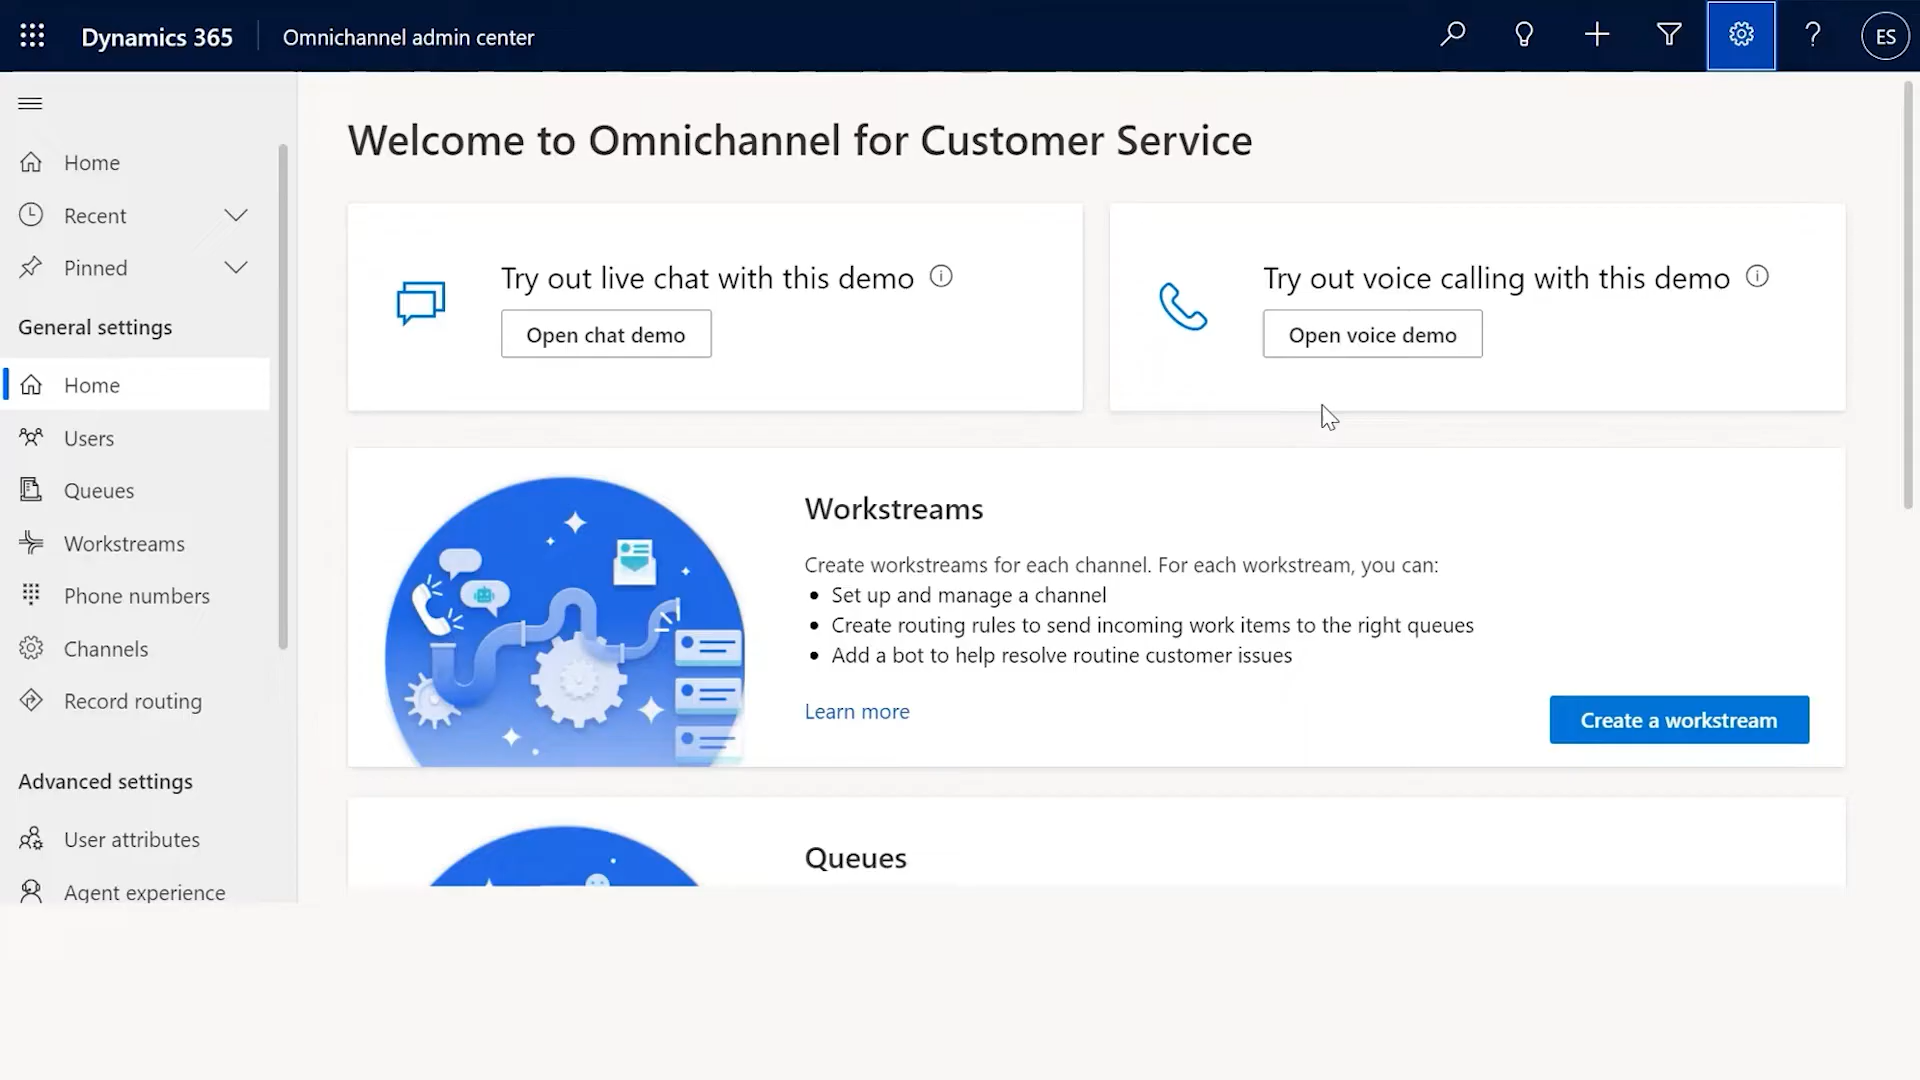 Dynamics 365
Omnichannel admin center
ES
Home
Recent
Pinned
General settings
Home
Users
Queues
Workstreams
Phone numbers
Channels
Record routing
Advanced settings
User attributes
Agent experience
Welcome to Omnichannel for Customer Service
Try out live chat with this demo
Open chat demo
Try out voice calling with this demo
Open voice demo
Workstreams
Create workstreams for each channel. For each workstream, you can:
• Set up and manage a channel
• Create routing rules to send incoming work items to the right queues
• Add a bot to help resolve routine customer issues
Learn more
Create a workstream
Queues